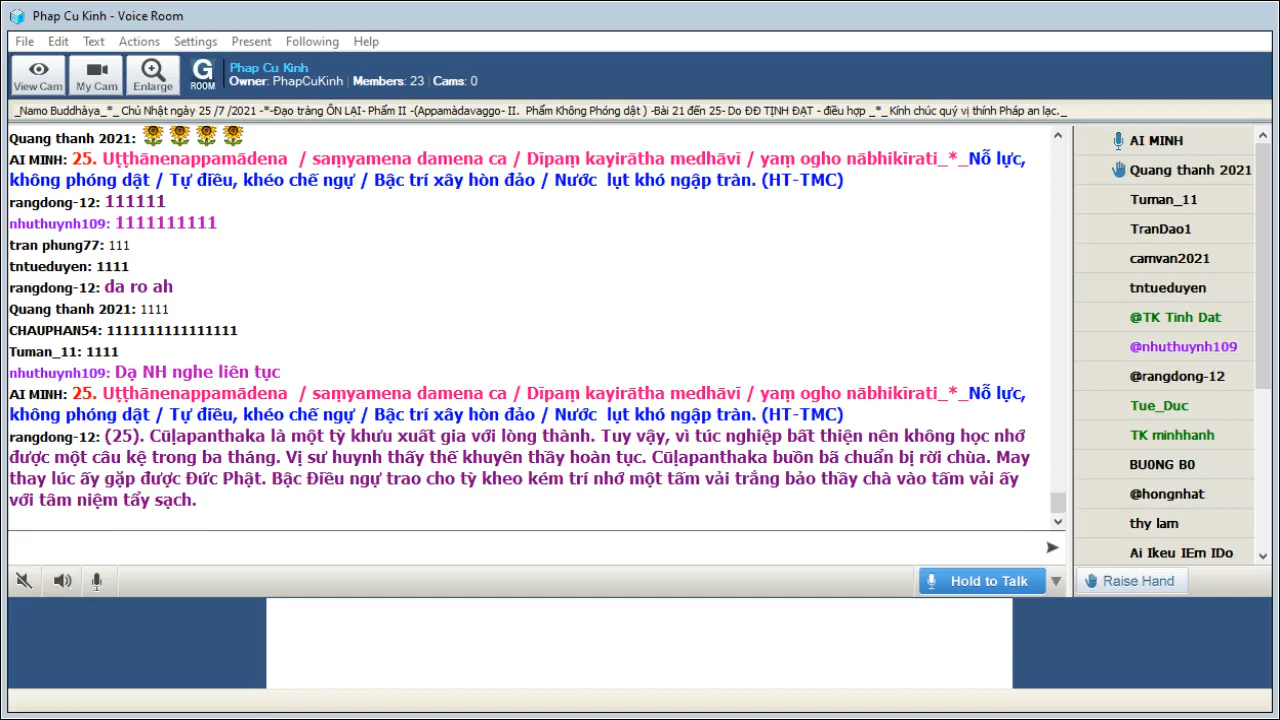 Phap Cu Kinh - Voice Room
File Edit Text Actions Settings Present Following Help
View Cam My Cam Enlarge G ROOM
Phap Cu Kinh
Owner: PhapCuKinh | Members: 23 | Cams: 0
_Namo Buddhàya_*_ Chủ Nhật ngày 25 /7 /2021 -*-Đạo tràng ÔN LẠI- Phẩm II -(Appamàdavaggo- II. Phẩm Không Phóng dật ) -Bài 21 đến 25- Do ĐĐ TỊNH ĐẠT - điều hợp _*_ Kính chúc quý vị thính Pháp an lạc._
Quang thanh 2021:
AI MINH: 25. Uṭṭhānenappamādena / saṃyamena damena ca / Dīpaṃ kayirātha medhāvī / yaṃ ogho nābhikīrati_*_Nỗ lực,
không phóng dật / Tự điều, khéo chế ngự / Bậc trí xây hòn đảo / Nước lụt khó ngập tràn. (HT-TMC)
rangdong-12: 111111
nhuthuynh109: 1111111111
tran phung77: 111
tntueduyen: 1111
rangdong-12: da ro ah
Quang thanh 2021: 1111
CHAUPHAN54: 1111111111111111
Tuman_11: 1111
nhuthuynh109: Dạ NH nghe liên tục
AI MINH: 25. Uṭṭhānenappamādena / saṃyamena damena ca / Dīpaṃ kayirātha medhāvī / yaṃ ogho nābhikīrati_*_Nỗ lực,
không phóng dật / Tự điều, khéo chế ngự / Bậc trí xây hòn đảo / Nước lụt khó ngập tràn. (HT-TMC)
rangdong-12: (25). Cūḷapanthaka là một tỳ khưu xuất gia với lòng thành. Tuy vậy, vì túc nghiệp bất thiện nên không học nhớ
được một câu kệ trong ba tháng. Vị sư huynh thấy thế khuyên thầy hoàn tục. Cūḷapanthaka buồn bã chuẩn bị rời chùa. May
thay lúc ấy gặp được Đức Phật. Bậc Điều ngự trao cho tỳ kheo kém trí nhớ một tấm vải trắng bảo thầy chà vào tấm vải ấy
với tâm niệm tẩy sạch.
AI MINH
Quang thanh 2021
Tuman_11
TranDao1
camvan2021
tntueduyen
@TK Tinh Dat
@nhuthuynh109
@rangdong-12
Tue_Duc
TK minhhanh
BU0NG B0
@hongnhat
thy lam
Ai Ikeu IEm IDo
Hold to Talk
Raise Hand